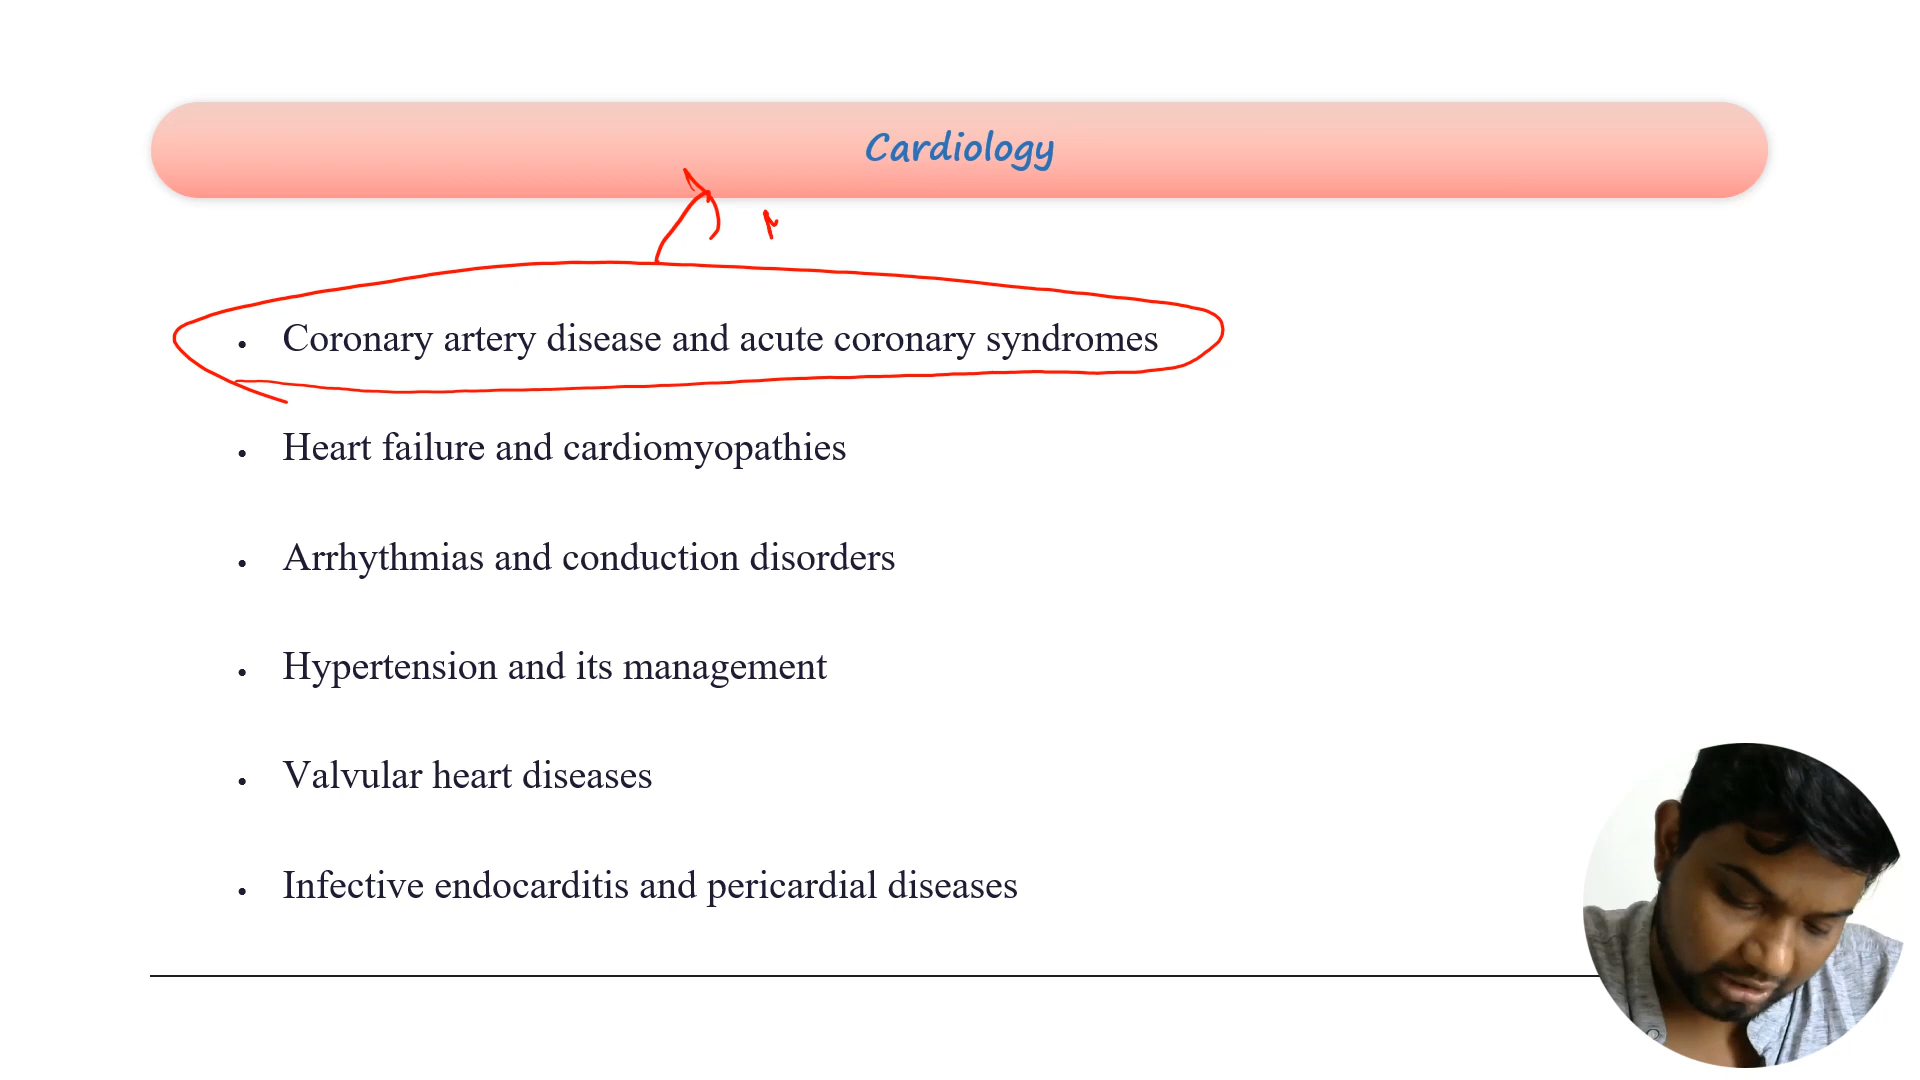 Cardiology
• Coronary artery disease and acute coronary syndromes
• Heart failure and cardiomyopathies
• Arrhythmias and conduction disorders
• Hypertension and its management
• Valvular heart diseases
• Infective endocarditis and pericardial diseases